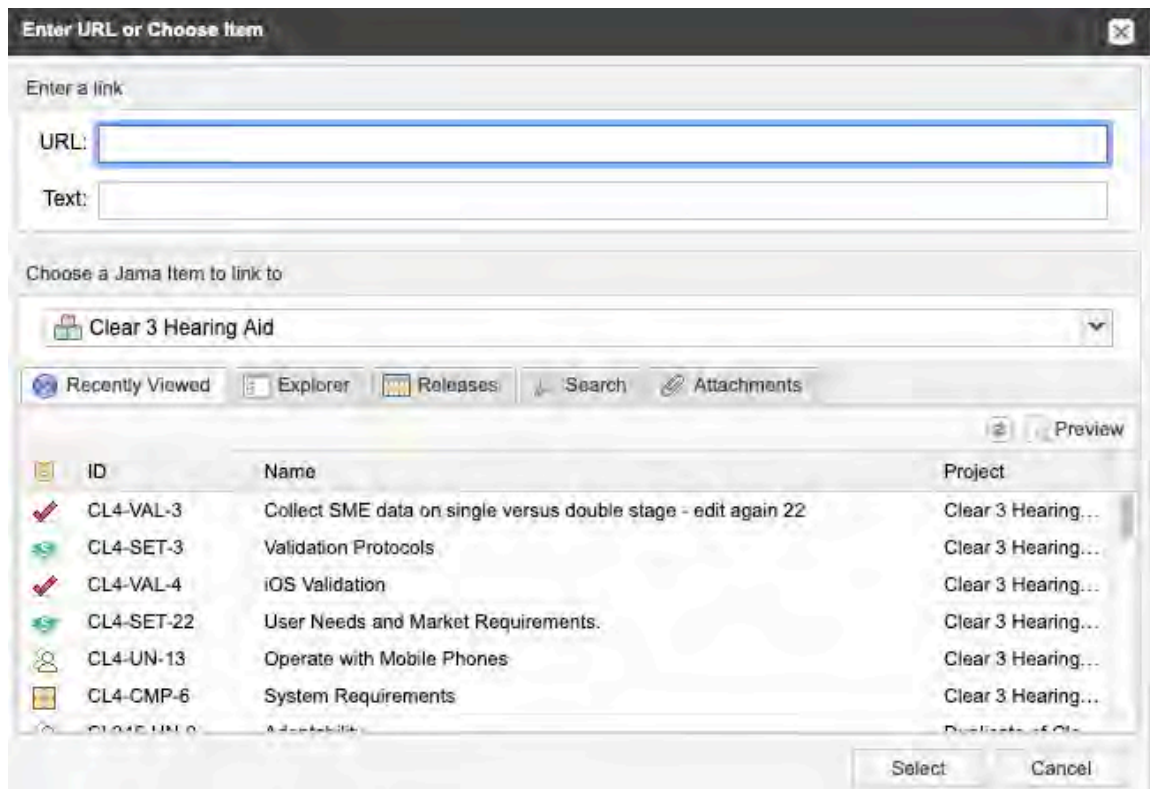 Enter URL or Choose Item
Enter a link
URL:
Text:
Choose a Jama Item to link to
Clear 3 Hearing Aid
Recently Viewed Explorer Releases Search Attachments
Preview
ID Name Project
CL4-VAL-3 Collect SME data on single versus double stage - edit again 22 Clear 3 Hearing...
CL4-SET-3 Validation Protocols Clear 3 Hearing...
CL4-VAL-4 iOS Validation Clear 3 Hearing...
CL4-SET-22 User Needs and Market Requirements. Clear 3 Hearing...
CL4-UN-13 Operate with Mobile Phones Clear 3 Hearing...
CL4-CMP-6 System Requirements Clear 3 Hearing...
Adaptability Duplicate of
Select Cancel